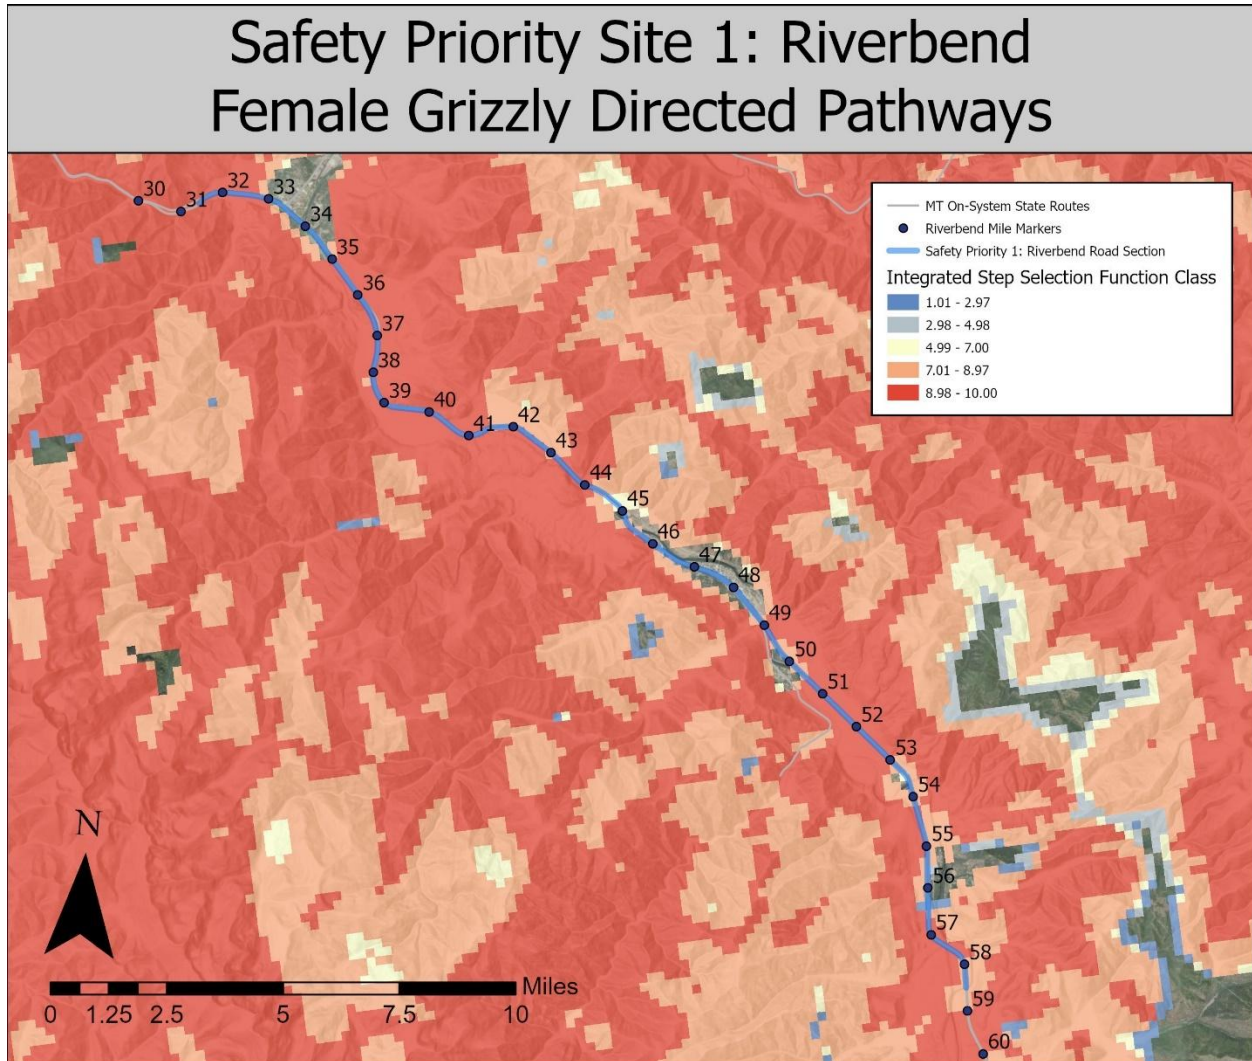 Safety Priority Site 1: Riverbend
Female Grizzly Directed Pathways
MT On-System State Routes
Riverbend Mile Markers
Safety Priority 1: Riverbend Road Section
Integrated Step Selection Function Class
1.01 - 2.97
2.98 - 4.98
4.99 - 7.00
7.01 - 8.97
8.98 - 10.00
30
31
32
33
34
35
36
37
38
39
40
41
42
43
44
45
46
47
48
49
50
51
52
53
54
55
56
57
58
59
60
N
Miles
0 1.25 2.5 5 7.5 10